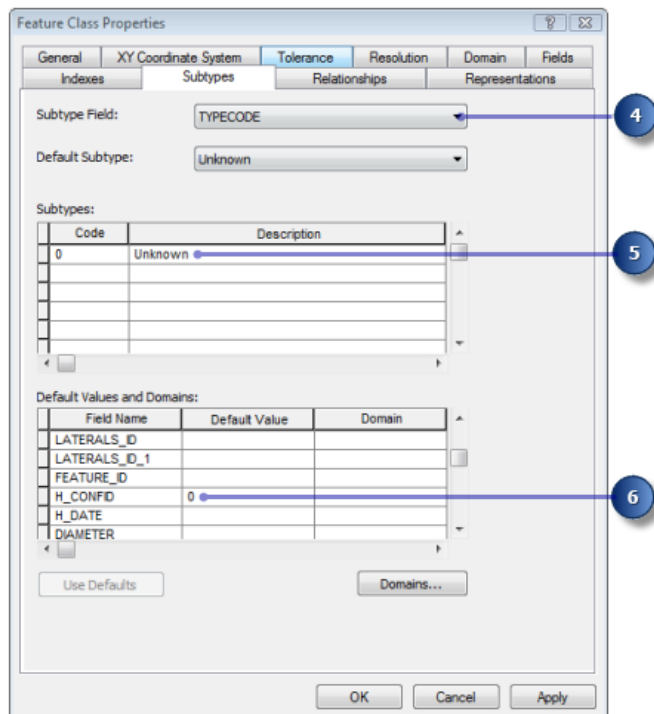 Feature Class Properties
General XY Coordinate System Tolerance Resolution Domain Fields
Indexes Subtypes Relationships Representations
Subtype Field: TYPECODE 4
Default Subtype: Unknown
Subtypes:
Code Description
0 Unknown 5
Default Values and Domains:
Field Name Default Value Domain
LATERALS_ID
LATERALS_ID_1
FEATURE_ID
H_CONFID 0 6
H_DATE
DIAMETER
Use Defaults Domains...
OK Cancel Apply